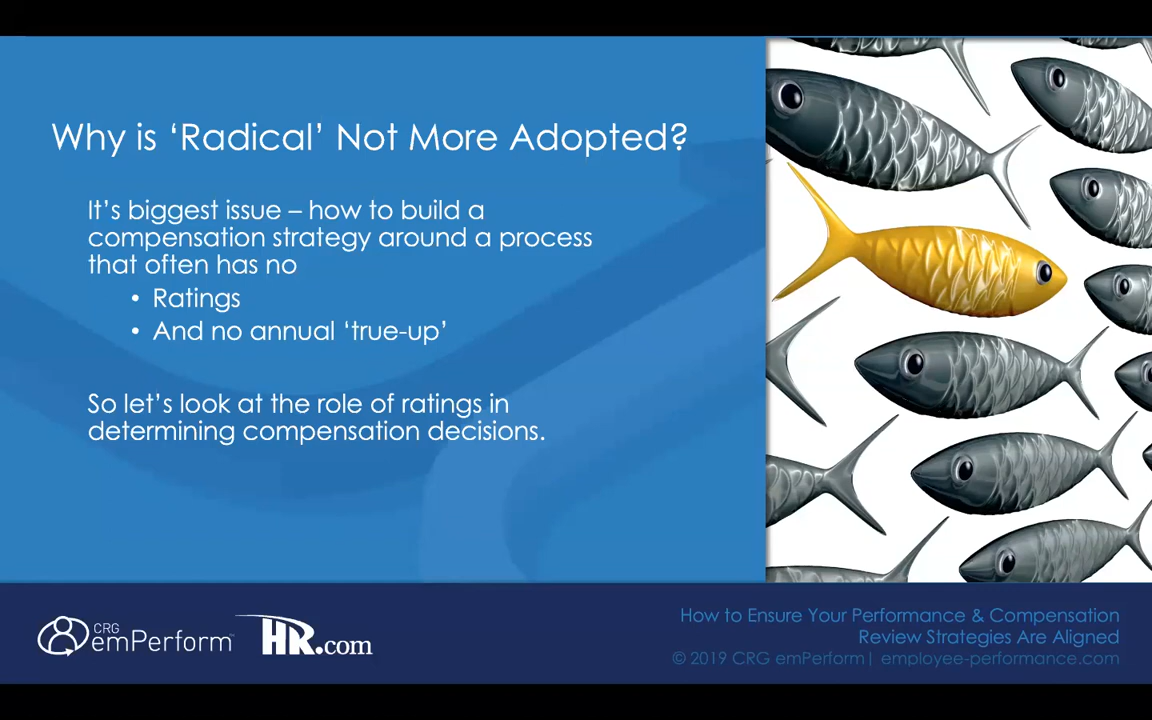 Why is ‘Radical’ Not More Adopted?
It’s biggest issue – how to build a
compensation strategy around a process
that often has no
• Ratings
• And no annual ‘true-up’
So let’s look at the role of ratings in
determining compensation decisions.
CRG
emPerform™
HR.com
How to Ensure Your Performance & Compensation
Review Strategies Are Aligned
© 2019 CRG emPerform| employee-performance.com